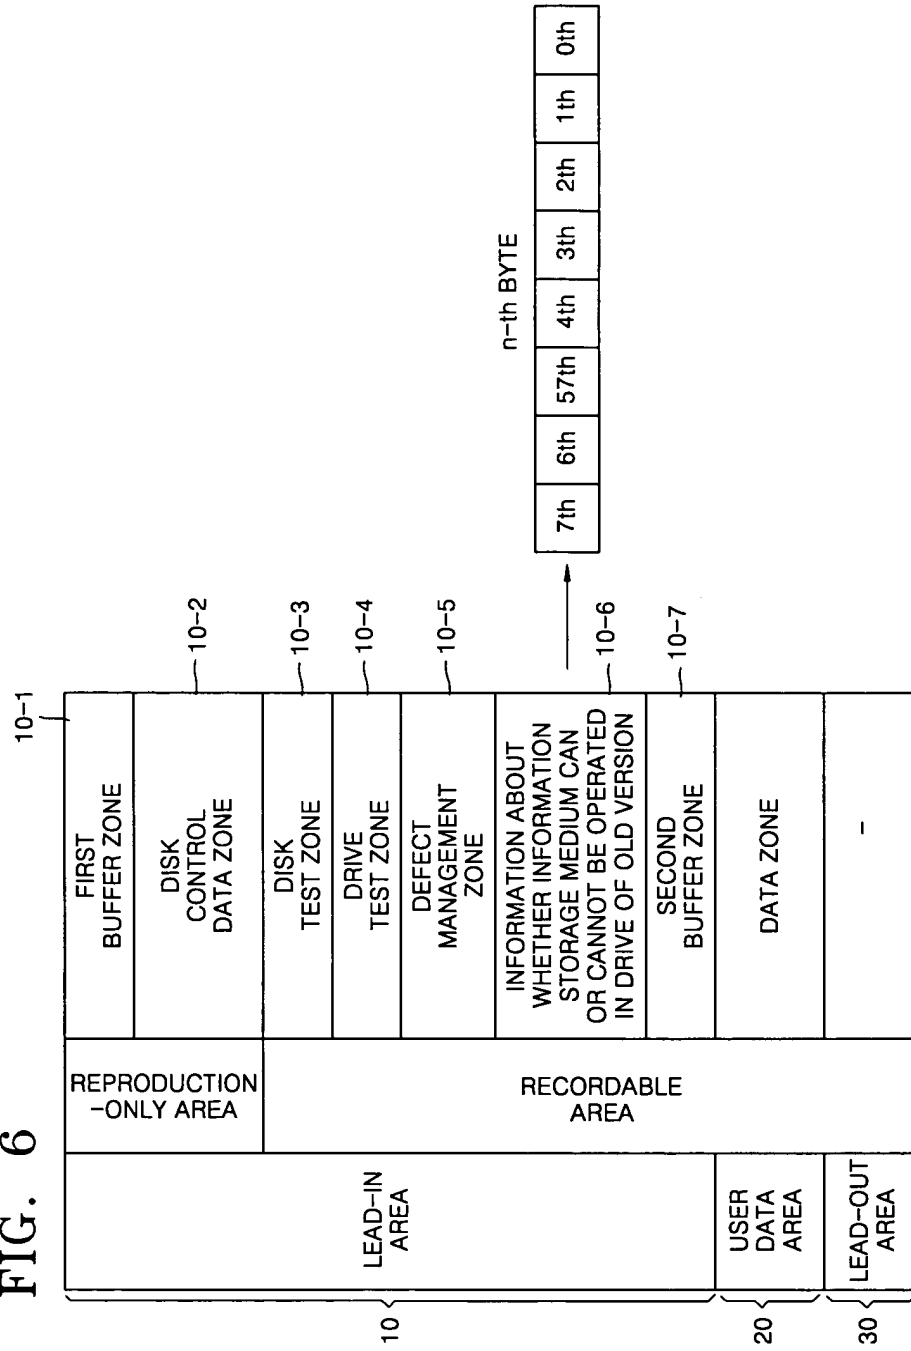 FIG. 6
10
LEAD-IN
AREA
20
USER
DATA
AREA
30
LEAD-OUT
AREA
REPRODUCTION
-ONLY AREA
RECORDABLE
AREA
10-1
FIRST
BUFFER ZONE
DISK
CONTROL
DATA ZONE
10-2
DISK
TEST ZONE
10-3
DRIVE
TEST ZONE
10-4
DEFECT
MANAGEMENT
ZONE
10-5
INFORMATION ABOUT
WHETHER INFORMATION
STORAGE MEDIUM CAN
OR CANNOT BE OPERATED
IN DRIVE OF OLD VERSION
10-6
SECOND
BUFFER ZONE
10-7
DATA ZONE
–
n-th BYTE
7th 6th 57th 4th 3th 2th 1th 0th